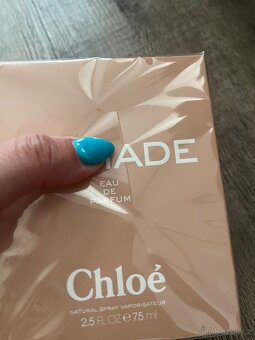 MADE
EAU
DE
PARFUM
Chloé
NATURAL SPRAY VAPORISATEUR
2.5 FL.OZ ℮ 75 ml